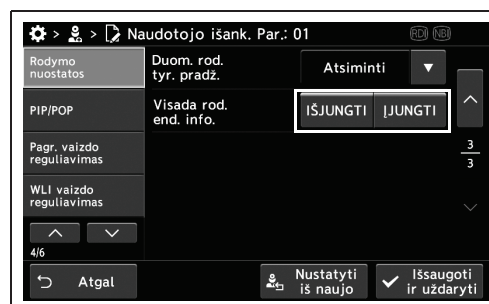 > > Naudotojo išank. Par.: 01 RDI NBI
Rodymo
nuostatos
Duom. rod.
tyr. pradž.
Atsiminti
PIP/POP
Visada rod.
end. info.
IŠJUNGTI ĮJUNGTI
Pagr. vaizdo
reguliavimas
3
3
WLI vaizdo
reguliavimas
4/6
Atgal
Nustatyti
iš naujo
Išsaugoti
ir uždaryti